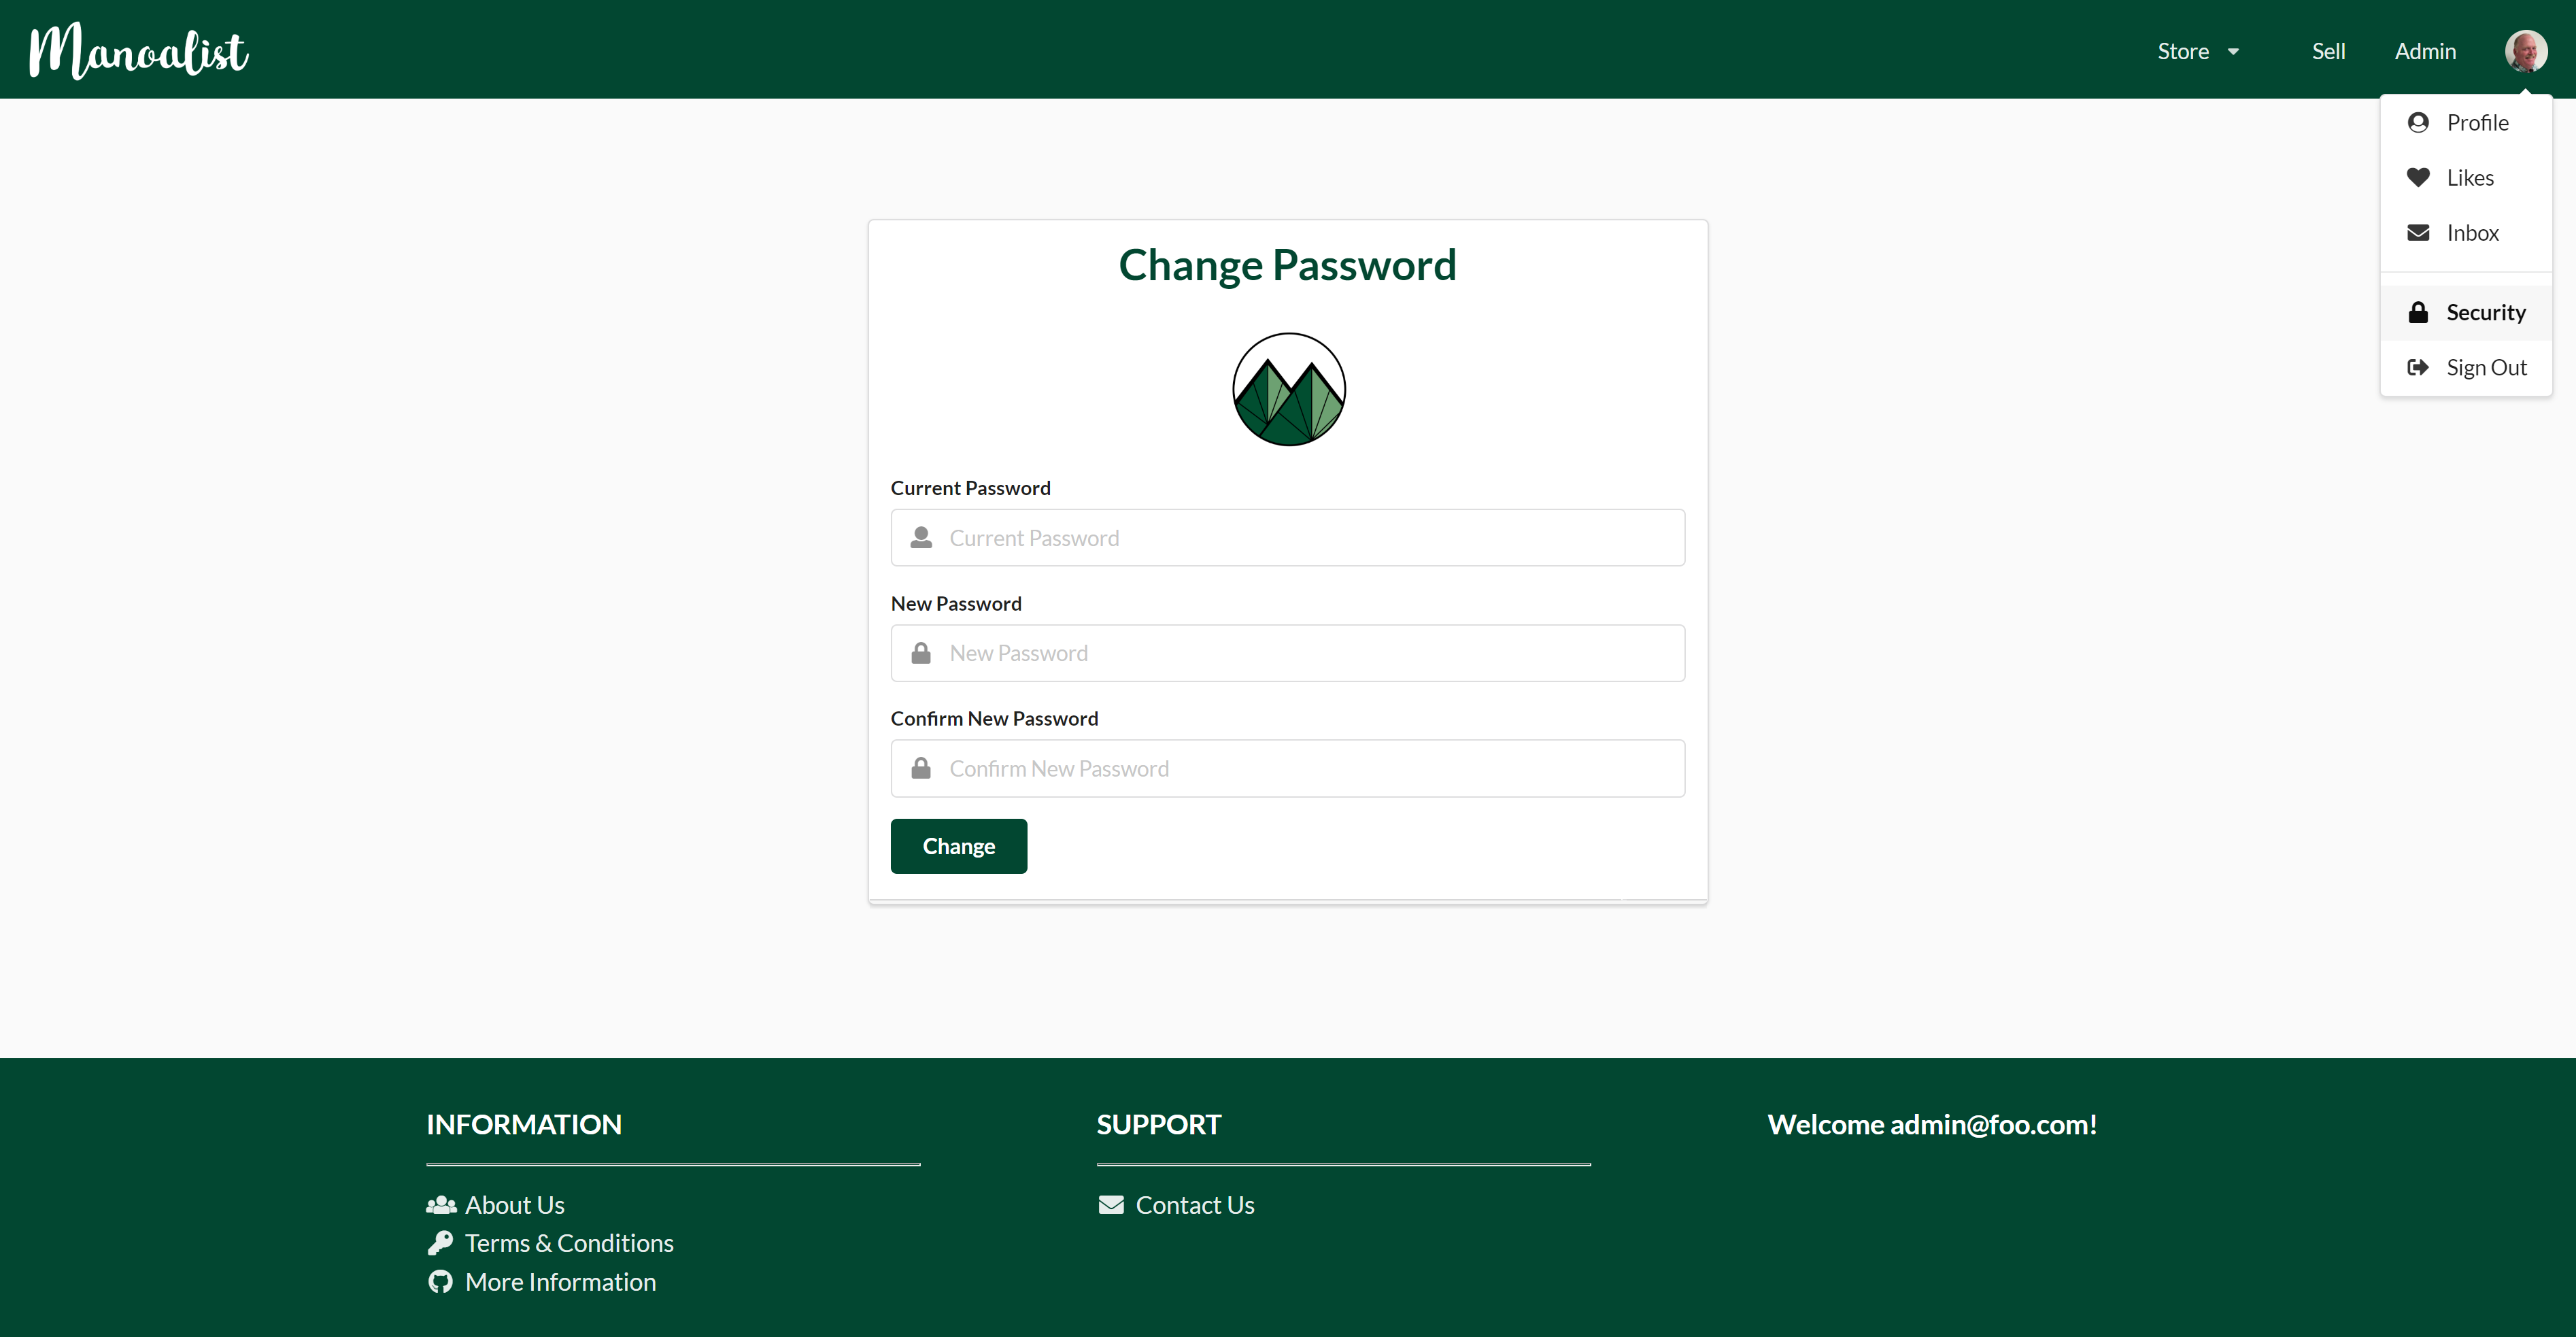 Manoalist
Store
Sell
Admin
Profile
Likes
Inbox
Security
Sign Out
Change Password
Current Password
Current Password
New Password
New Password
Confirm New Password
Confirm New Password
Change
INFORMATION
About Us
Terms & Conditions
More Information
SUPPORT
Contact Us
Welcome admin@foo.com!